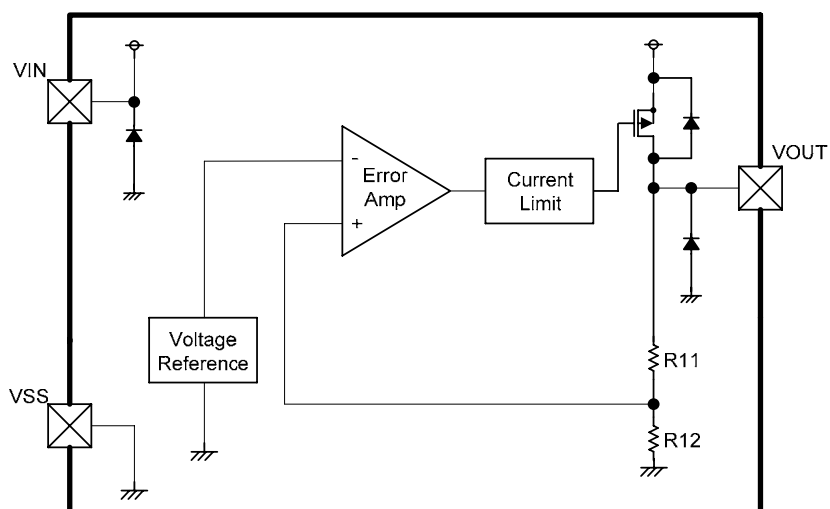 VIN
VOUT
-
Error
Amp
+
Current
Limit
Voltage
Reference
R11
VSS
R12